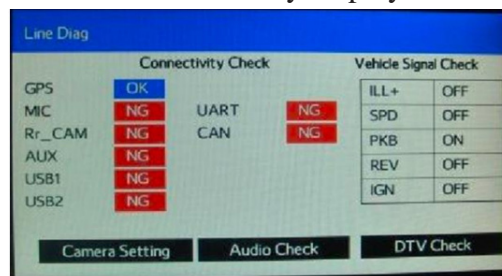 Line Diag
Connectivity Check Vehicle Signal Check
GPS OK ILL+ OFF
MIC NG UART NG SPD OFF
Rr_CAM NG CAN NG PKB ON
AUX NG REV OFF
USB1 NG IGN OFF
USB2 NG
Camera Setting Audio Check DTV Check